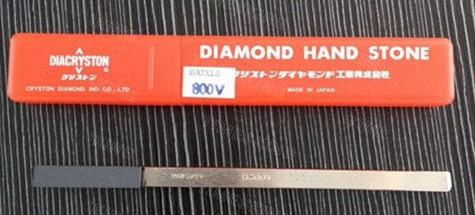 DIACRYSTON
®
クリストン
CRYSTON DIAMOND IND. CO., LTD
DIAMOND HAND STONE
クリストンダイヤモンド工業株式会社
MADE IN JAPAN
800V